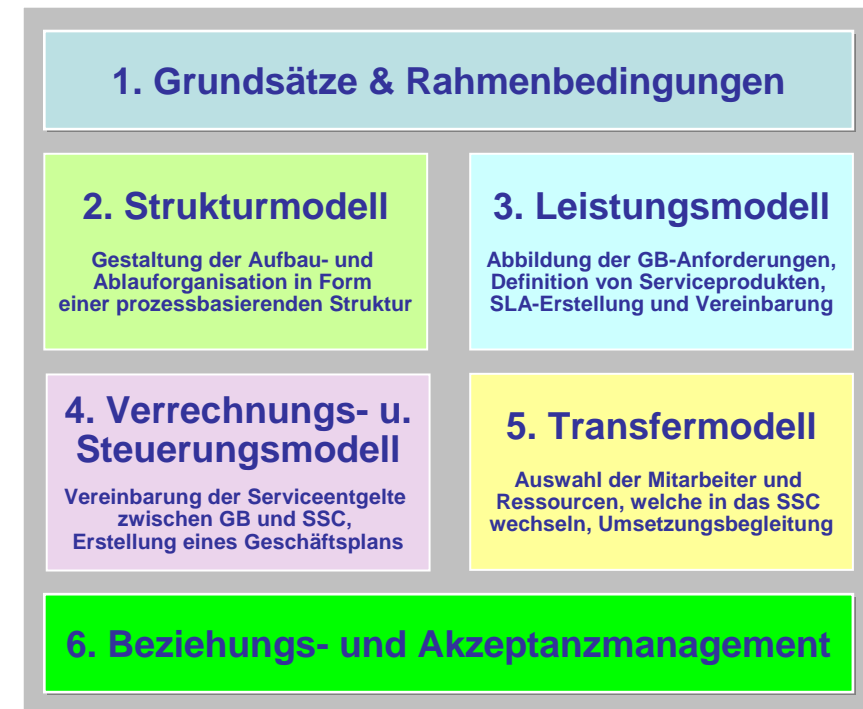 1. Grundsätze & Rahmenbedingungen
2. Strukturmodell
Gestaltung der Aufbau- und
Ablauforganisation in Form
einer prozessbasierenden Struktur
3. Leistungsmodell
Abbildung der GB-Anforderungen,
Definition von Serviceprodukten,
SLA-Erstellung und Vereinbarung
4. Verrechnungs- u.
Steuerungsmodell
Vereinbarung der Serviceentgelte
zwischen GB und SSC,
Erstellung eines Geschäftsplans
5. Transfermodell
Auswahl der Mitarbeiter und
Ressourcen, welche in das SSC
wechseln, Umsetzungsbegleitung
6. Beziehungs- und Akzeptanzmanagement